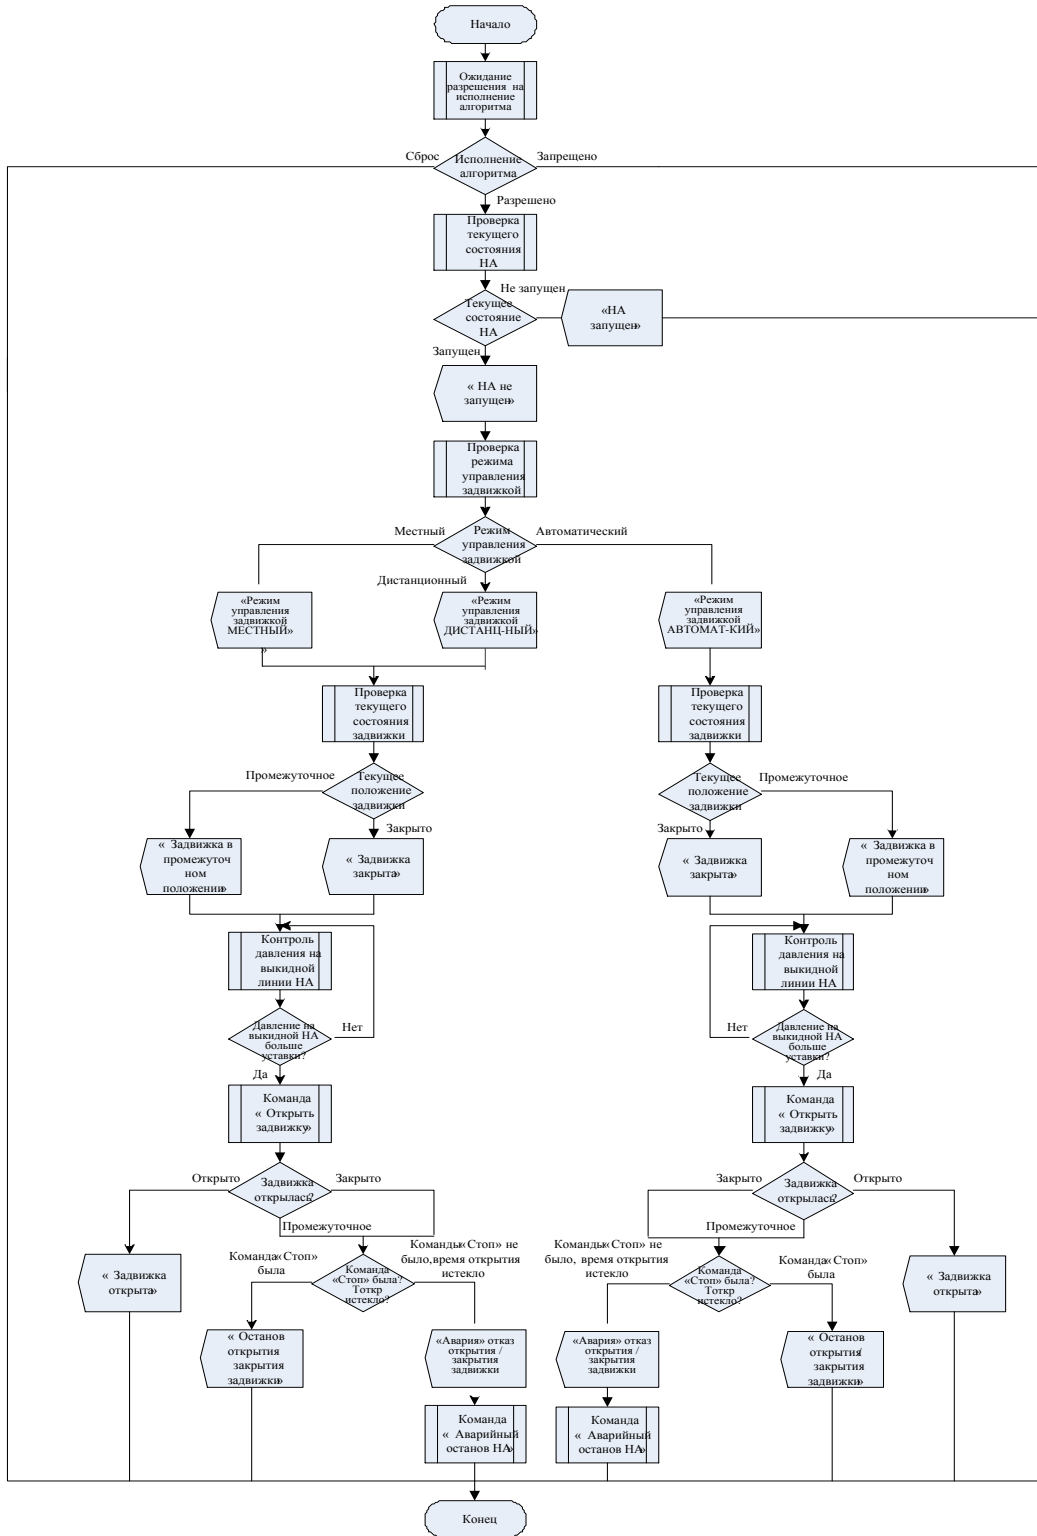 Начало
Ожидание
разрешения на
исполнение
алгоритма
Сброс
Исполнение
алгоритма
Запрещено
Разрешено
Проверка
текущего
состояния
НА
Не запущен
Текущее
состояние
НА
«НА
запущен»
Запущен
« НА не
запущен»
Проверка
режима
управления
задвижкой
Местный
Режим
управления
задвижкой
Автоматический
Дистанционный
«Режим
управления
задвижкой
МЕСТНЫЙ»
»
«Режим
управления
задвижкой
ДИСТАНЦ-НЫЙ»
«Режим
управления
задвижкой
АВТОМАТ-КИЙ»
Проверка
текущего
состояния
задвижки
Проверка
текущего
состояния
задвижки
Промежуточное
Текущее
положение
задвижки
Закрыто
Текущее
положение
задвижки
Промежуточное
Закрыто
« Задвижка в
промежуточ
ном
положении»
« Задвижка
закрыта»
« Задвижка
закрыта»
« Задвижка в
промежуточ
ном
положении»
Контроль
давления на
выкидной
линии НА
Контроль
давления на
выкидной
линии НА
Давление на
выкидной НА
больше
уставки?
Нет
Да
Нет
Давление на
выкидной НА
больше
уставки?
Да
Команда
« Открыть
задвижку»
Команда
« Открыть
задвижку»
Открыто
Задвижка
открылась?
Закрыто
Промежуточное
Закрыто
Задвижка
открылась?
Открыто
Промежуточное
« Задвижка
открыта»
Команда«Стоп»
была
Команда
«Стоп» была?
Тоткр
истекло?
Команды«Стоп» не
было,время открытия
истекло
Команды«Стоп» не
было, время открытия
истекло
Команда
«Стоп» была?
Тоткр
истекло?
Команда«Стоп»
была
« Задвижка
открыта»
« Останов
открытия
закрытия
задвижки»
«Авария» отказ
открытия /
закрытия
задвижки
«Авария» отказ
открытия /
закрытия
задвижки
« Останов
открытия/
закрытия
задвижки»
Команда
« Аварийный
останов НА»
Команда
« Аварийный
останов НА»
Конец